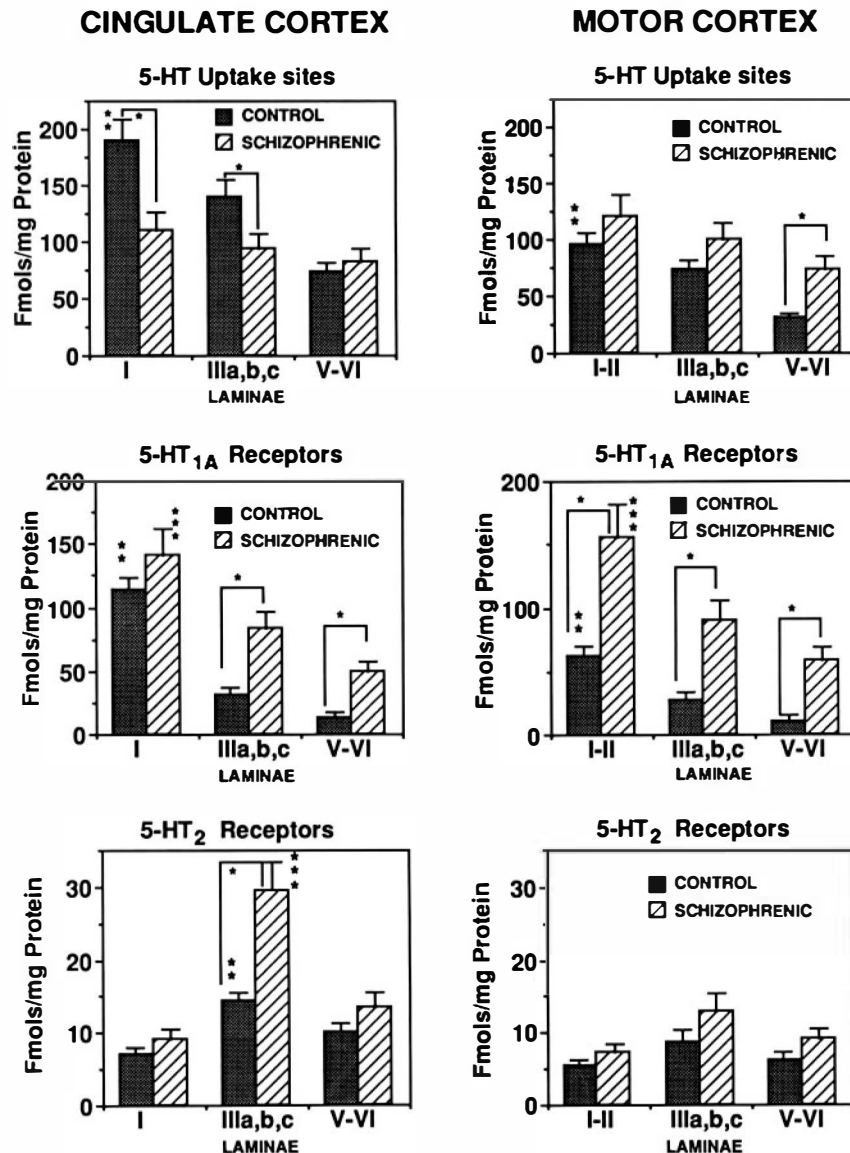 CINGULATE CORTEX
5-HT Uptake sites
Fmols/mg Protein
200
150
100
50
0
** *
*
CONTROL
SCHIZOPHRENIC
I IIIa,b,c V-VI
LAMINAE
5-HT1A Receptors
Fmols/mg Protein
200
150
100
50
0
**
***
*
*
CONTROL
SCHIZOPHRENIC
I IIIa,b,c V-VI
LAMINAE
5-HT2 Receptors
Fmols/mg Protein
30
20
10
0
*
***
**
I IIIa,b,c V-VI
LAMINAE
MOTOR CORTEX
5-HT Uptake sites
Fmols/mg Protein
200
150
100
50
0
**
*
CONTROL
SCHIZOPHRENIC
I-II IIIa,b,c V-VI
LAMINAE
5-HT1A Receptors
Fmols/mg Protein
200
100
0
*
***
**
*
*
CONTROL
SCHIZOPHRENIC
I-II IIIa,b,c V-VI
LAMINAE
5-HT2 Receptors
Fmols/mg Protein
30
20
10
0
CONTROL
SCHIZOPHRENIC
I-II IIIa,b,c V-VI
LAMINAE